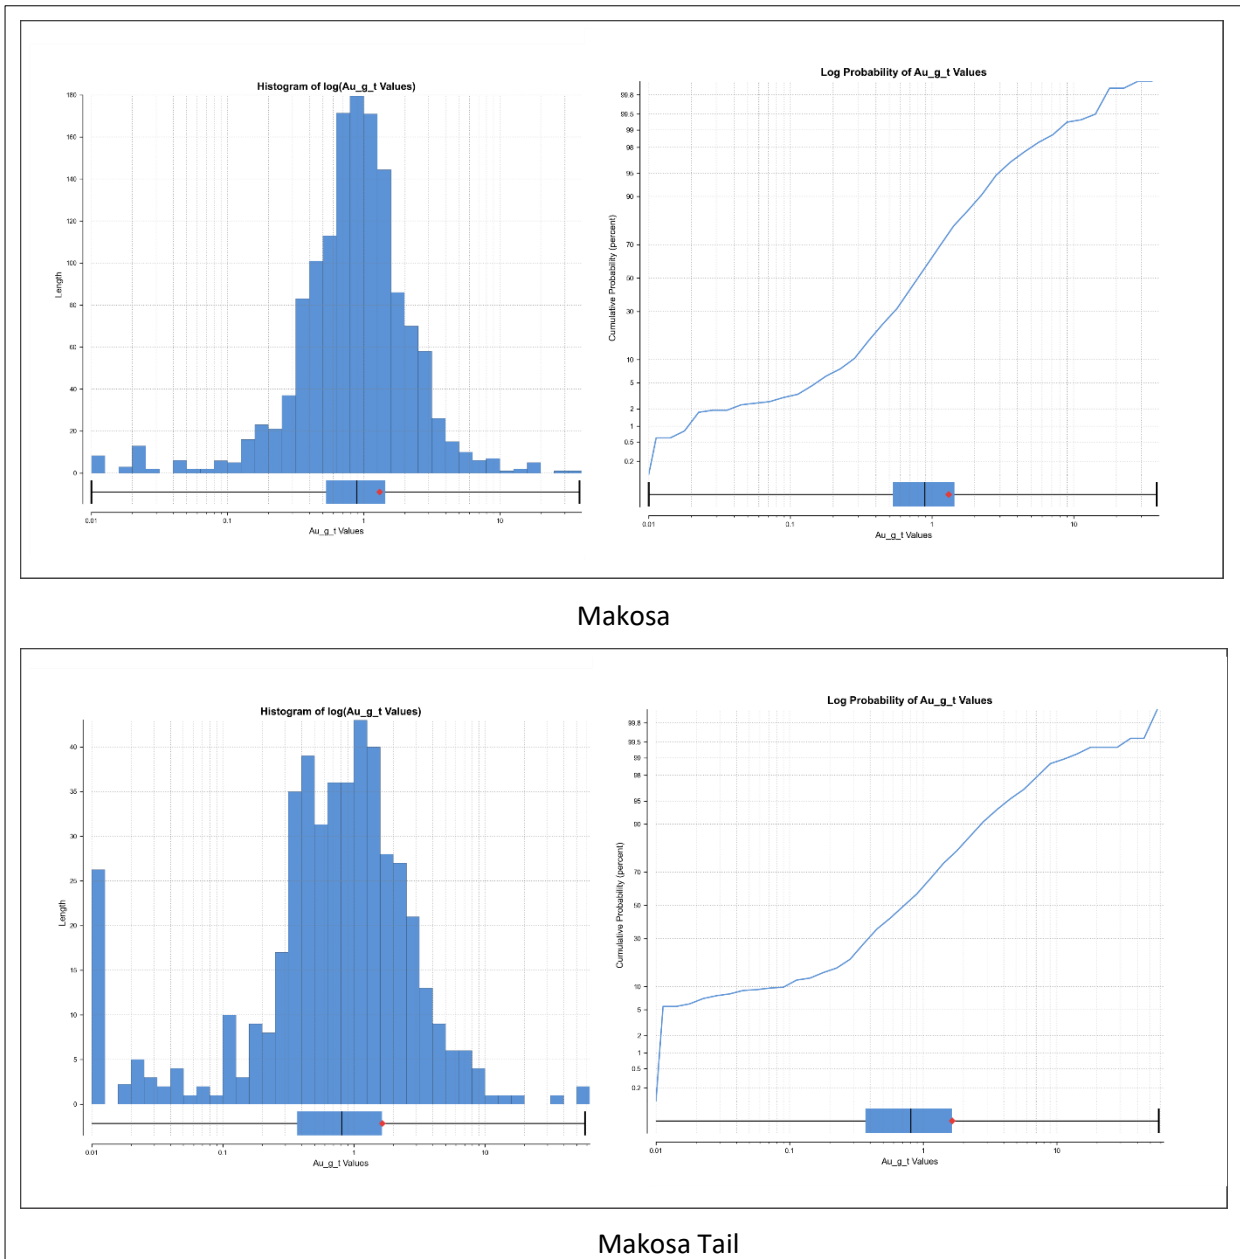 Histogram of log(Au_g_t Values)
180
160
140
120
100
80
60
40
20
0
Length
0.01 0.1 1 10
Au_g_t Values
Log Probability of Au_g_t Values
99.8
99.5
99
98
95
90
70
50
30
10
5
2
1
0.5
0.2
Cumulative Probability (percent)
0.01 0.1 1 10
Au_g_t Values
Makosa
Histogram of log(Au_g_t Values)
40
35
30
25
20
15
10
5
0
Length
0.01 0.1 1 10
Au_g_t Values
Log Probability of Au_g_t Values
99.8
99.5
99
98
95
90
70
50
30
10
5
2
1
0.5
0.2
Cumulative Probability (percent)
0.01 0.1 1 10
Au_g_t Values
Makosa Tail